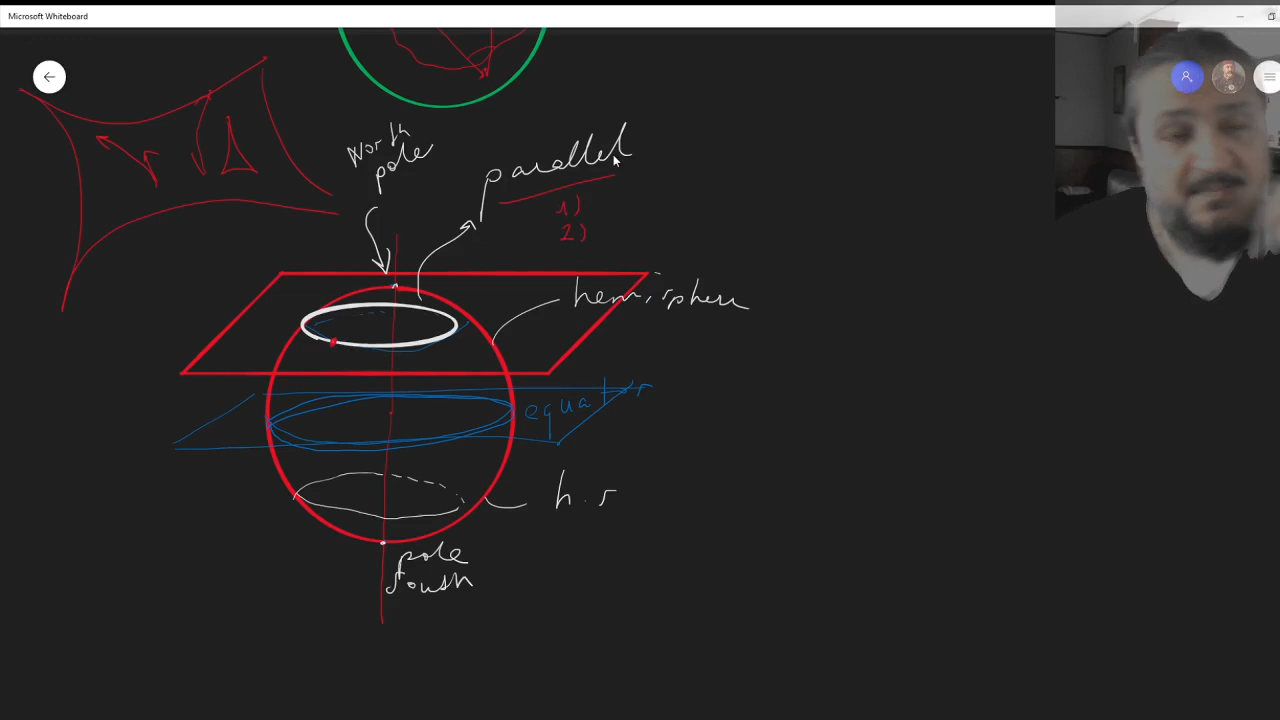 Microsoft Whiteboard
North
pole
parallel
1)
2)
hemisphere
equator
h.s
pole
south